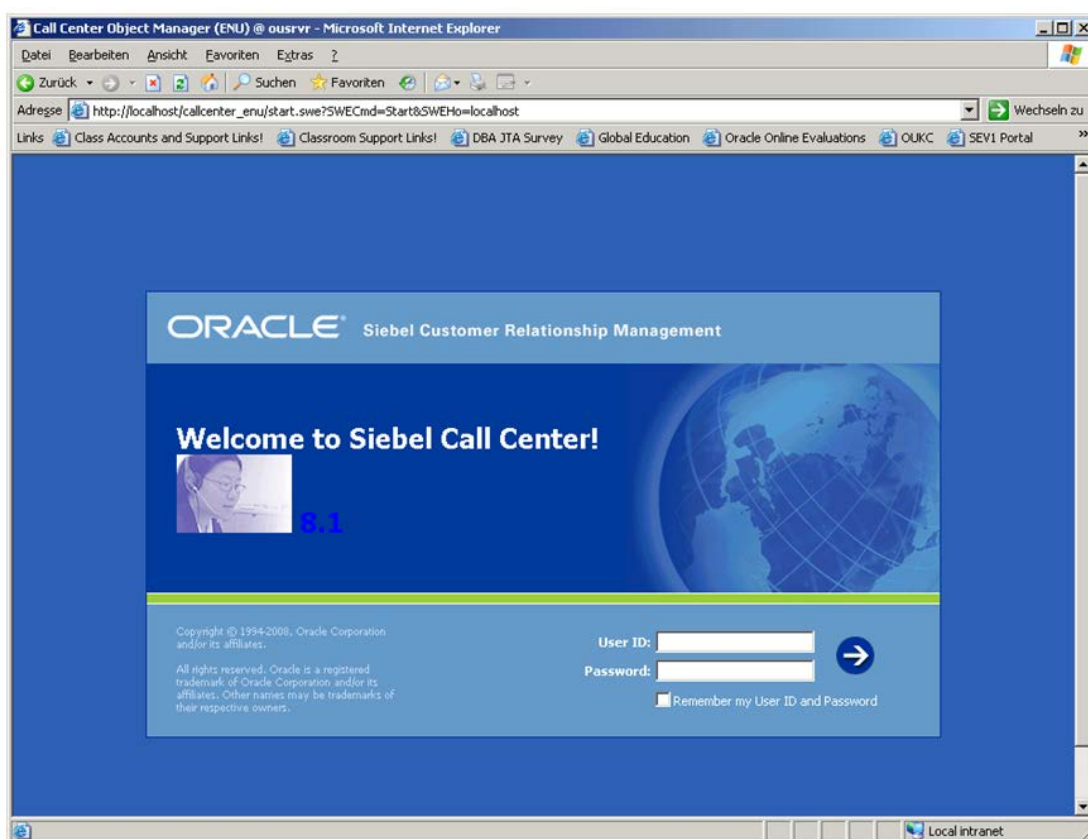 Call Center Object Manager (ENU) @ ousrvr - Microsoft Internet Explorer
Datei Bearbeiten Ansicht Favoriten Extras ?
Zurück Suchen Favoriten
Adresse http://localhost/callcenter_enu/start.swe?SWECmd=Start&SWEHo=localhost Wechseln zu
Links Class Accounts and Support Links! Classroom Support Links! DBA JTA Survey Global Education Oracle Online Evaluations OUKC SEV1 Portal »
ORACLE® Siebel Customer Relationship Management
Welcome to Siebel Call Center!
8.1
Copyright © 1994-2008, Oracle Corporation
and/or its affiliates.
All rights reserved. Oracle is a registered
trademark of Oracle Corporation and/or its
affiliates. Other names may be trademarks of
their respective owners.
User ID:
Password:
Remember my User ID and Password
Local intranet